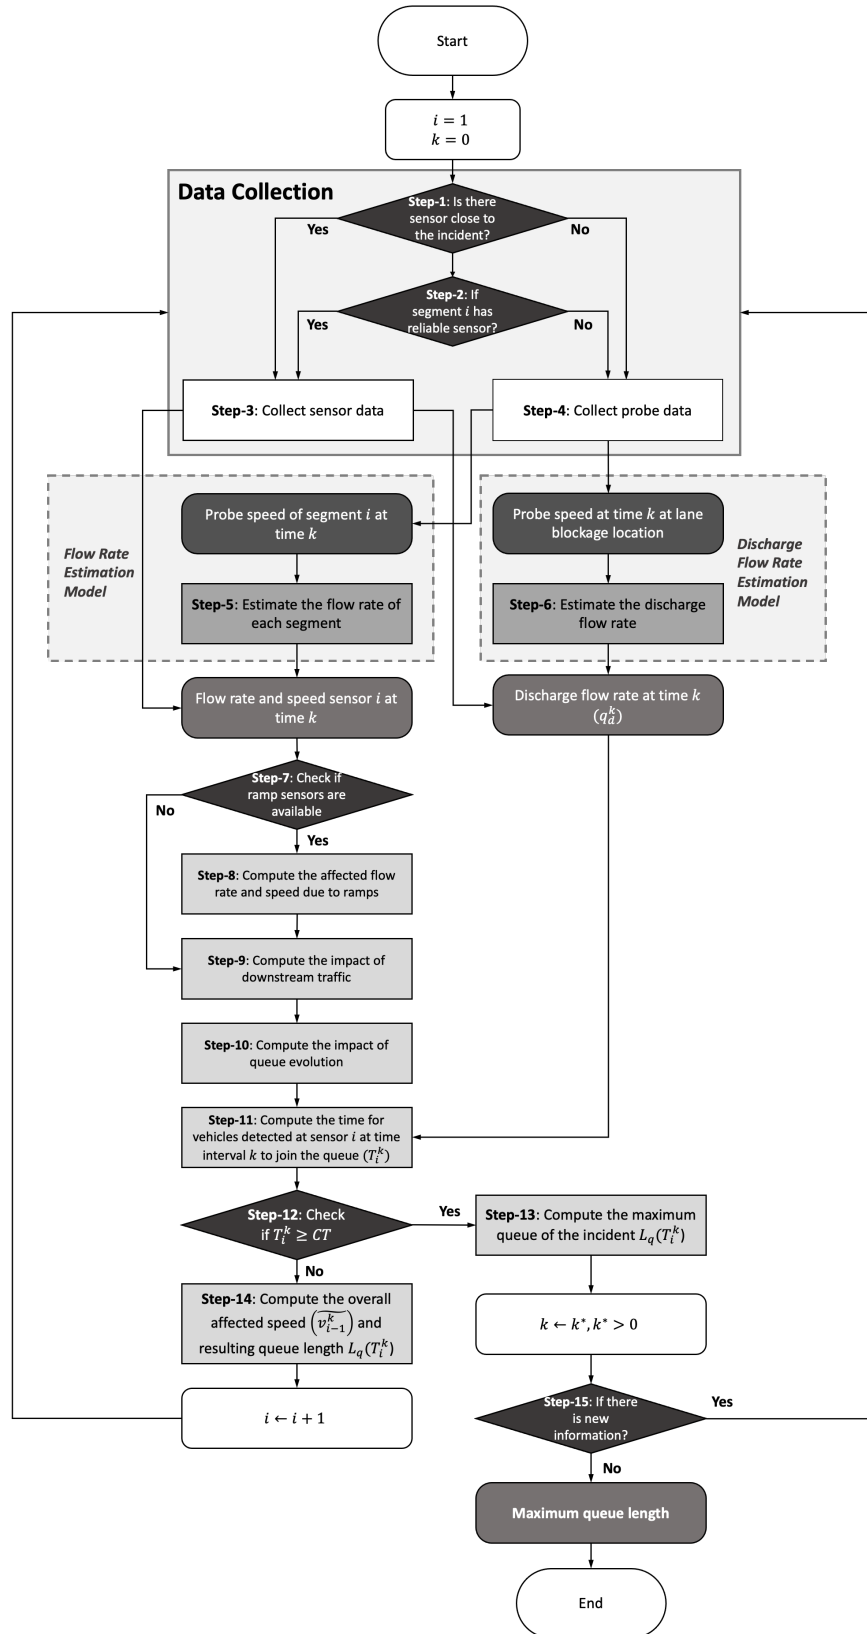 Start
i = 1
k = 0
Data Collection
Step-1: Is there
sensor close to
the incident?
Yes
No
Step-2: If
segment i has
reliable sensor?
Yes
No
Step-3: Collect sensor data
Step-4: Collect probe data
Flow Rate
Estimation
Model
Probe speed of segment i at
time k
Step-5: Estimate the flow rate of
each segment
Probe speed at time k at lane
blockage location
Step-6: Estimate the discharge
flow rate
Discharge
Flow Rate
Estimation
Model
Flow rate and speed sensor i at
time k
Discharge flow rate at time k
(q_d^k)
Step-7: Check if
ramp sensors are
available
No
Yes
Step-8: Compute the affected flow
rate and speed due to ramps
Step-9: Compute the impact of
downstream traffic
Step-10: Compute the impact of
queue evolution
Step-11: Compute the time for
vehicles detected at sensor i at time
interval k to join the queue (T_i^k)
Step-12: Check
if T_i^k ≥ CT
Yes
No
Step-13: Compute the maximum
queue of the incident L_q(T_i^k)
Step-14: Compute the overall
affected speed (\widetilde{v_{i-1}^k}) and
resulting queue length L_q(T_i^k)
k ← k*, k* > 0
i ← i + 1
Step-15: If there
is new
information?
Yes
No
Maximum queue length
End